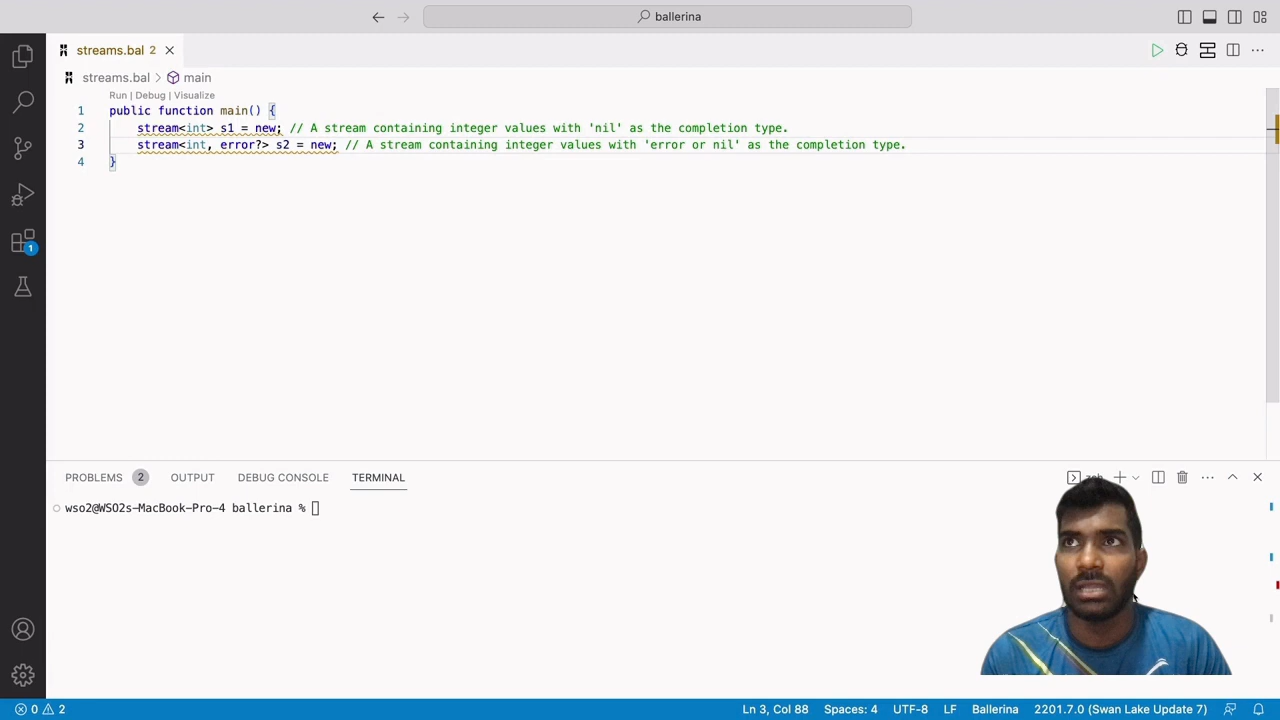 ballerina
streams.bal 2
streams.bal > main
Run | Debug | Visualize
1 public function main() {
2 stream<int> s1 = new; // A stream containing integer values with 'nil' as the completion type.
3 stream<int, error?> s2 = new; // A stream containing integer values with 'error or nil' as the completion type.
4 }
1
PROBLEMS 2 OUTPUT DEBUG CONSOLE TERMINAL
wso2@WSO2s-MacBook-Pro-4 ballerina %
0 2 Ln 3, Col 88 Spaces: 4 UTF-8 LF Ballerina 2201.7.0 (Swan Lake Update 7)